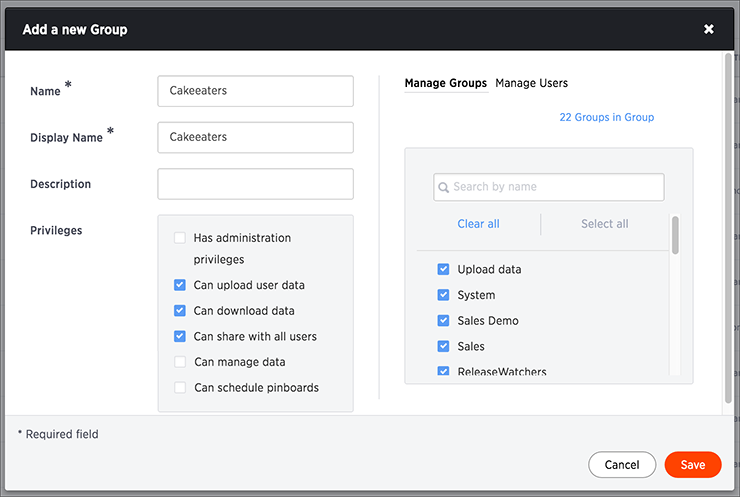 Add a new Group
Name *
Cakeeaters
Display Name *
Cakeeaters
Description
Privileges
Has administration
privileges
Can upload user data
Can download data
Can share with all users
Can manage data
Can schedule pinboards
Manage Groups Manage Users
22 Groups in Group
Search by name
Clear all
Select all
Upload data
System
Sales Demo
Sales
ReleaseWatchers
* Required field
Cancel
Save